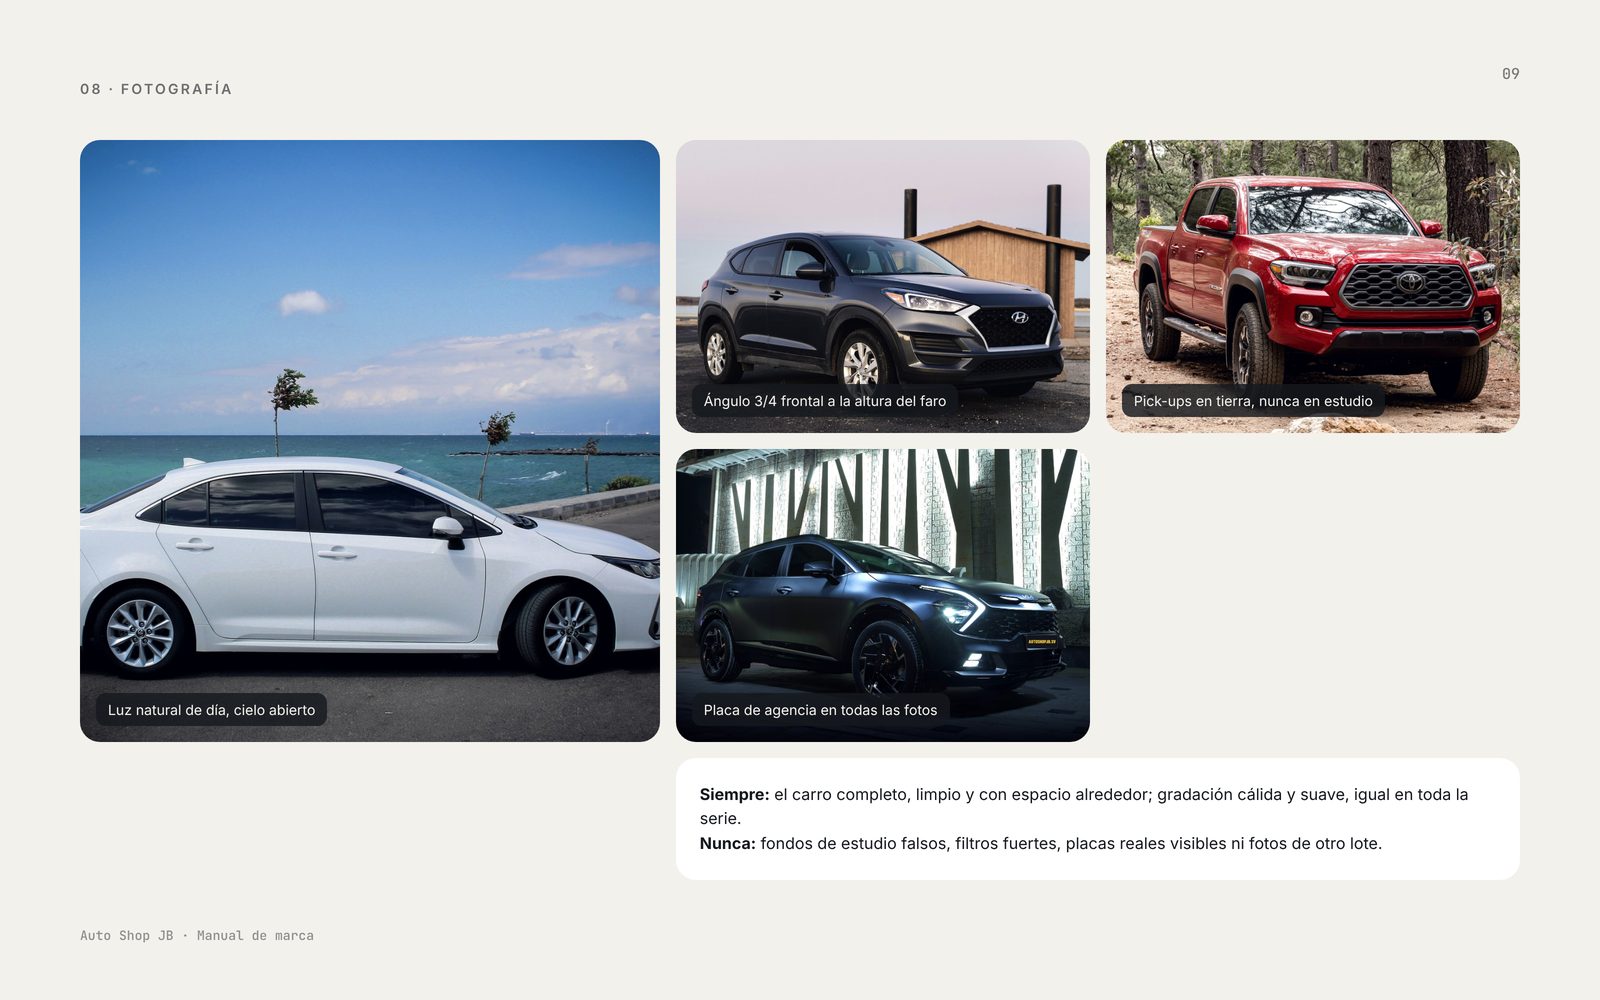 08 · FOTOGRAFÍA
09
Ángulo 3/4 frontal a la altura del faro
Pick-ups en tierra, nunca en estudio
AUTOSHOPJB.SV
Luz natural de día, cielo abierto
Placa de agencia en todas las fotos
Siempre: el carro completo, limpio y con espacio alrededor; gradación cálida y suave, igual en toda la
serie.
Nunca: fondos de estudio falsos, filtros fuertes, placas reales visibles ni fotos de otro lote.
Auto Shop JB · Manual de marca